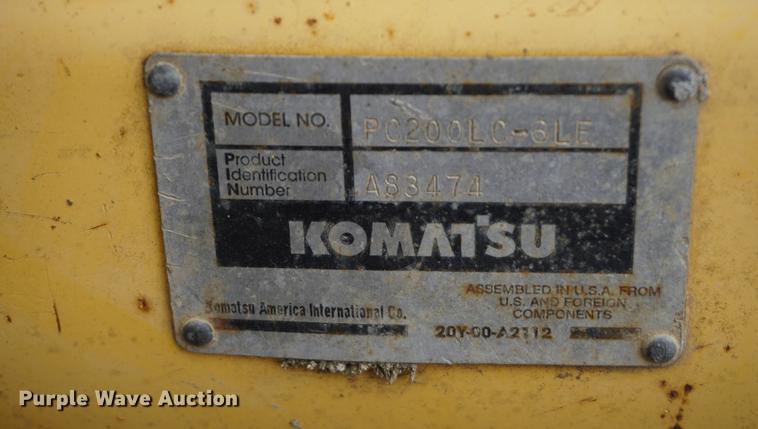 MODEL NO. PC200LC-6LE
Product
Identification
Number A83474
KOMATSU
Komatsu America International Co.
ASSEMBLED IN U.S.A. FROM
U.S. AND FOREIGN
COMPONENTS
20Y-00-A2112
Purple Wave Auction